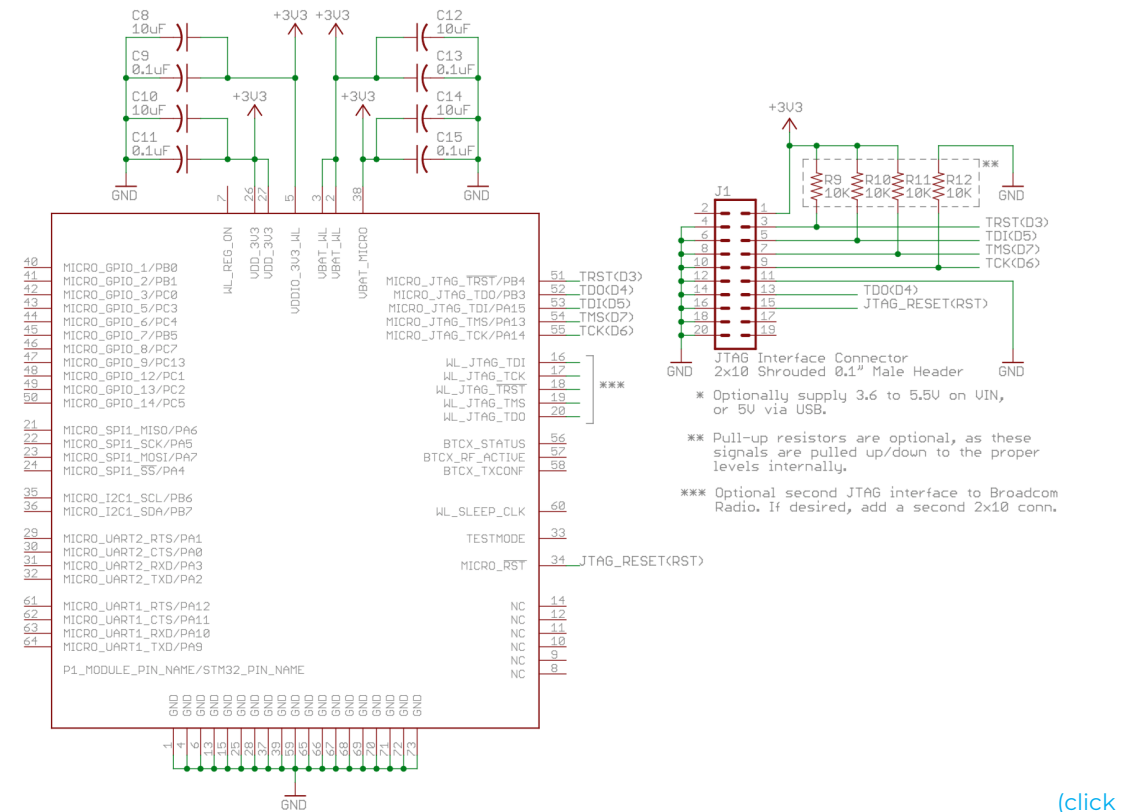 C8
10uF
C9
0.1uF
C10
10uF
C11
0.1uF
+3V3
+3V3
+3V3
+3V3
C12
10uF
C13
0.1uF
C14
10uF
C15
0.1uF
GND
GND
7
26
27
5
3
2
38
WL_REG_ON
VDD_3V3
VDD_3V3
VDDIO_3V3_WL
VBAT_WL
VBAT_WL
VBAT_MICRO
40 MICRO_GPIO_1/PB0
41 MICRO_GPIO_2/PB1
42 MICRO_GPIO_3/PC0
43 MICRO_GPIO_5/PC3
44 MICRO_GPIO_6/PC4
45 MICRO_GPIO_7/PB5
46 MICRO_GPIO_8/PC7
47 MICRO_GPIO_9/PC13
48 MICRO_GPIO_12/PC1
49 MICRO_GPIO_13/PC2
50 MICRO_GPIO_14/PC5
21 MICRO_SPI1_MISO/PA6
22 MICRO_SPI1_SCK/PA5
23 MICRO_SPI1_MOSI/PA7
24 MICRO_SPI1_SS/PA4
35 MICRO_I2C1_SCL/PB6
36 MICRO_I2C1_SDA/PB7
29 MICRO_UART2_RTS/PA1
30 MICRO_UART2_CTS/PA0
31 MICRO_UART2_RXD/PA3
32 MICRO_UART2_TXD/PA2
61 MICRO_UART1_RTS/PA12
62 MICRO_UART1_CTS/PA11
63 MICRO_UART1_RXD/PA10
64 MICRO_UART1_TXD/PA9
P1_MODULE_PIN_NAME/STM32_PIN_NAME
MICRO_JTAG_TRST/PB4 51 TRST(D3)
MICRO_JTAG_TDO/PB3 52 TDO(D4)
MICRO_JTAG_TDI/PA15 53 TDI(D5)
MICRO_JTAG_TMS/PA13 54 TMS(D7)
MICRO_JTAG_TCK/PA14 55 TCK(D6)
WL_JTAG_TDI 16
WL_JTAG_TCK 17
WL_JTAG_TRST 18 ***
WL_JTAG_TMS 19
WL_JTAG_TDO 20
BTCX_STATUS 56
BTCX_RF_ACTIVE 57
BTCX_TXCONF 58
WL_SLEEP_CLK 60
TESTMODE 33
MICRO_RST 34 JTAG_RESET(RST)
NC 14
NC 12
NC 11
NC 10
NC 9
NC 8
GND GND GND GND GND GND GND GND GND GND GND GND GND GND GND GND GND GND GND
1 4 6 13 15 25 28 37 39 59 65 66 67 68 69 70 71 72 73
GND
+3V3
**
R9 R10 R11 R12
10K 10K 10K 10K
GND
J1
2 1
4 3 TRST(D3)
6 5 TDI(D5)
8 7 TMS(D7)
10 9 TCK(D6)
12 11
14 13 TDO(D4)
16 15 JTAG_RESET(RST)
18 17
20 19
GND
GND
JTAG Interface Connector
2x10 Shrouded 0.1" Male Header
* Optionally supply 3.6 to 5.5V on VIN,
or 5V via USB.
** Pull-up resistors are optional, as these
signals are pulled up/down to the proper
levels internally.
*** Optional second JTAG interface to Broadcom
Radio. If desired, add a second 2x10 conn.
(click